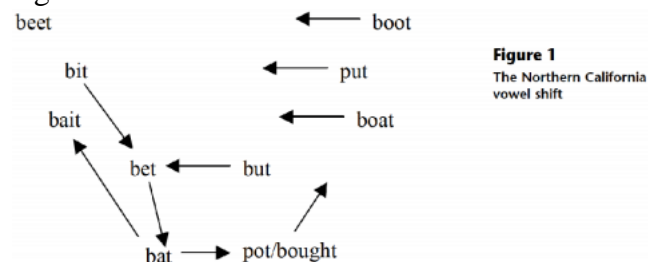 beet boot
Figure 1
The Northern California
vowel shift
bit put
bait boat
bet but
bat pot/bought